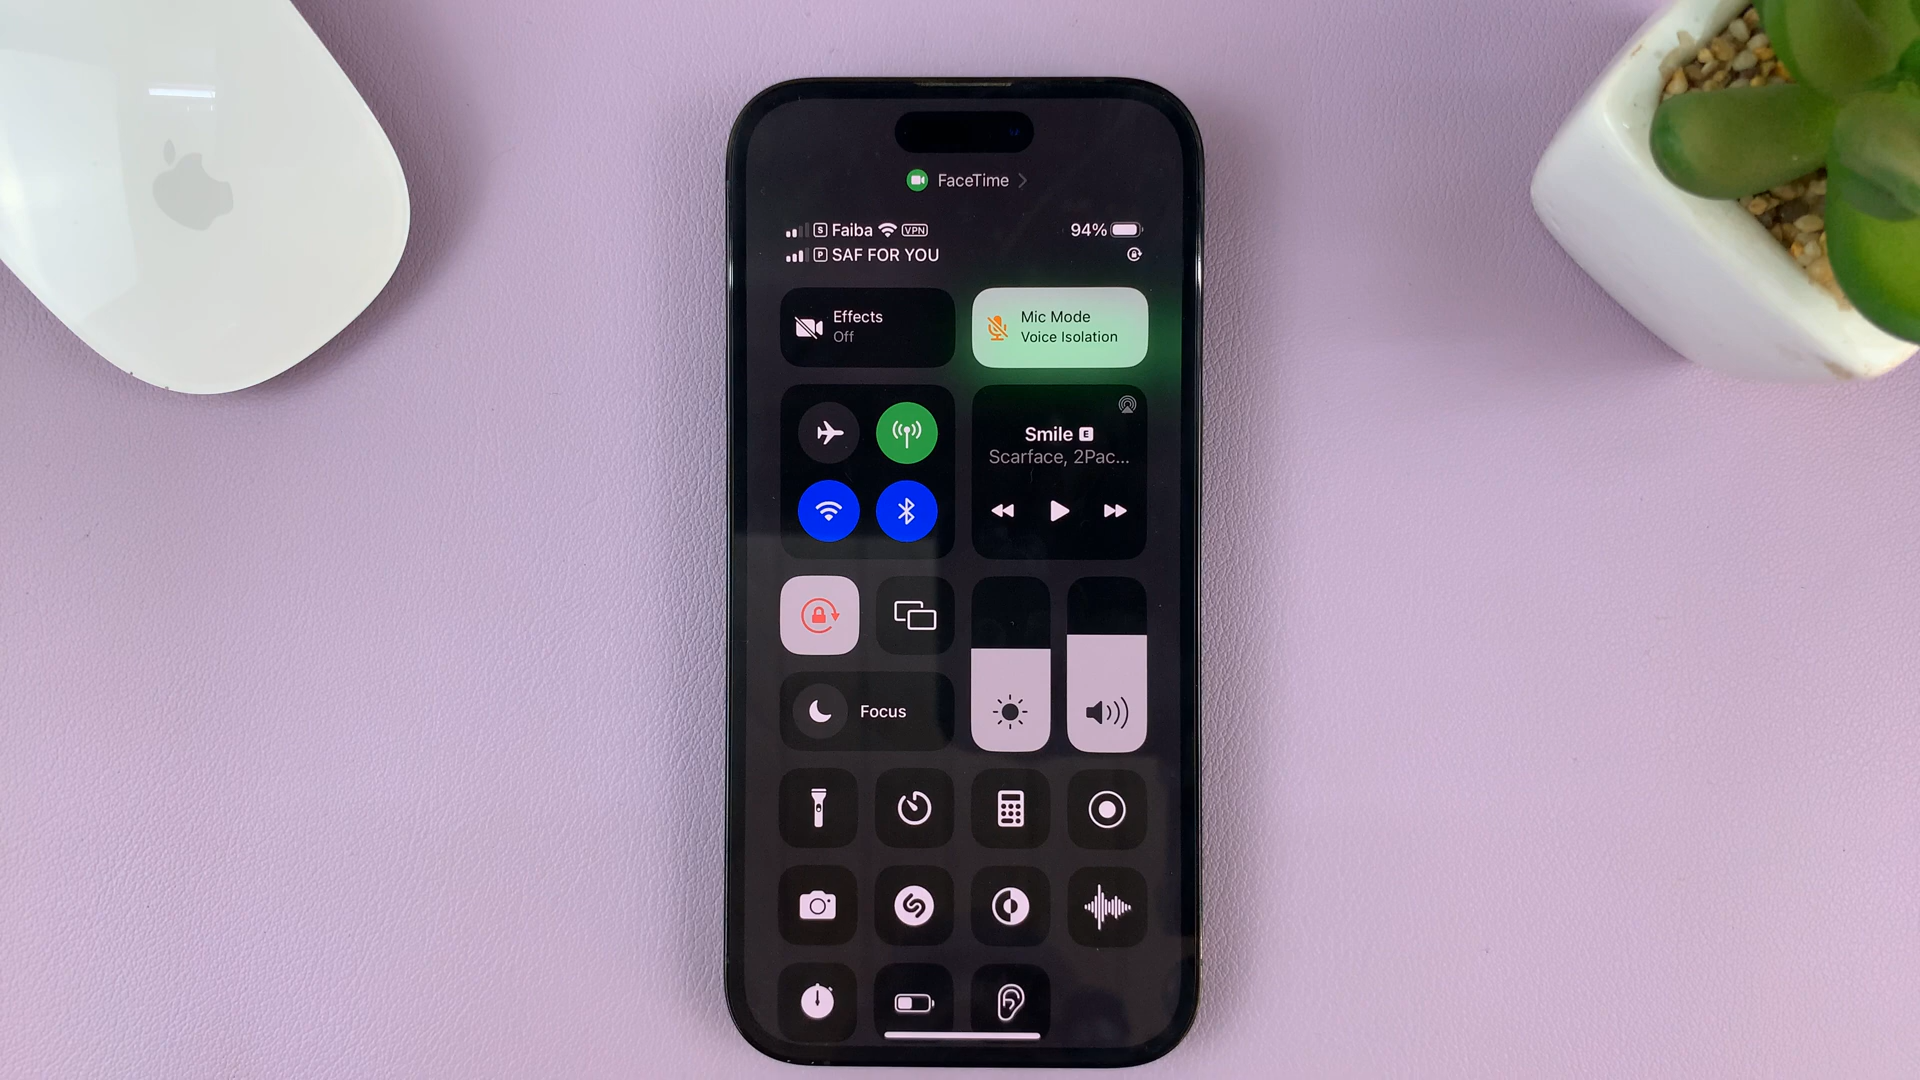 FaceTime
S Faiba VPN 94%
P SAF FOR YOU
Effects
Off
Mic Mode
Voice Isolation
Smile E
Scarface, 2Pac...
Focus